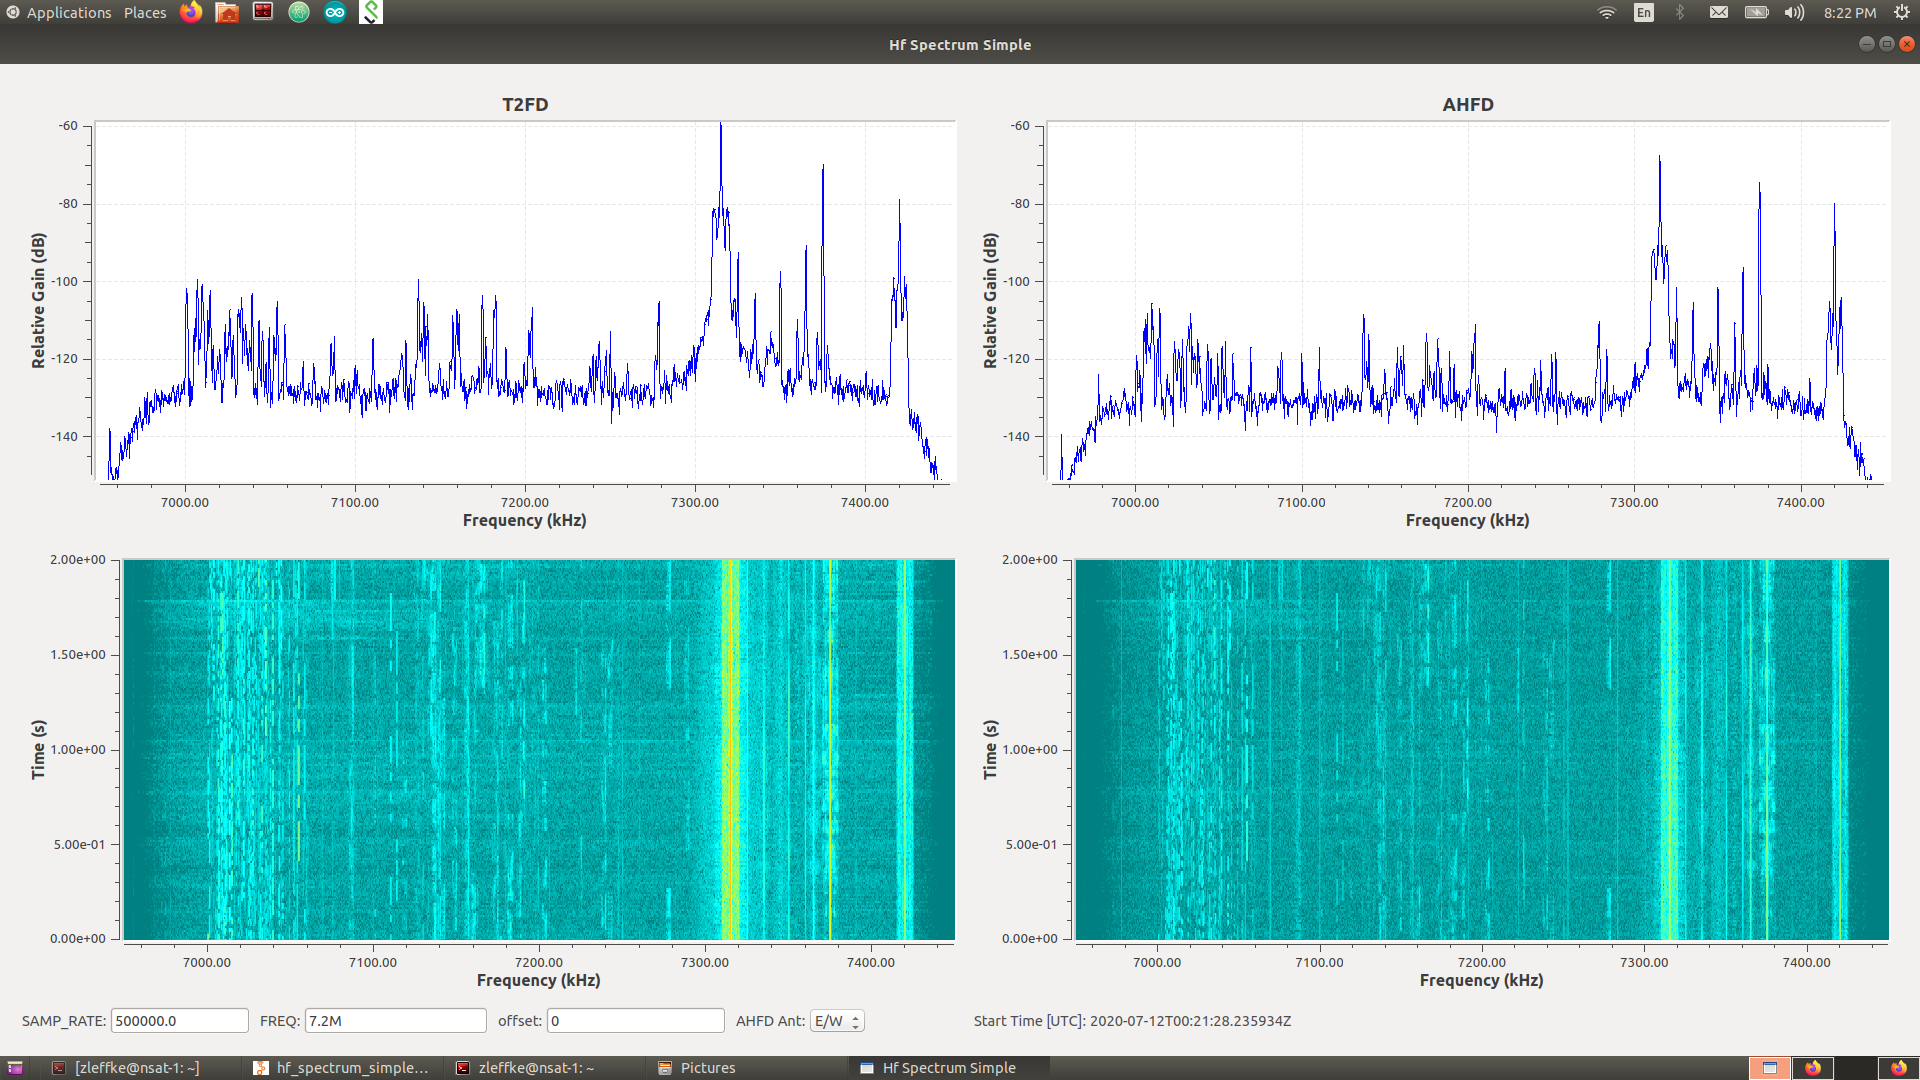 Applications Places En 8:22 PM
Hf Spectrum Simple
T2FD
-60
-80
-100
-120
-140
Relative Gain (dB)
7000.00 7100.00 7200.00 7300.00 7400.00
Frequency (kHz)
AHFD
-60
-80
-100
-120
-140
Relative Gain (dB)
7000.00 7100.00 7200.00 7300.00 7400.00
Frequency (kHz)
2.00e+00
1.50e+00
1.00e+00
5.00e-01
0.00e+00
Time (s)
7000.00 7100.00 7200.00 7300.00 7400.00
Frequency (kHz)
2.00e+00
1.50e+00
1.00e+00
5.00e-01
0.00e+00
Time (s)
7000.00 7100.00 7200.00 7300.00 7400.00
Frequency (kHz)
SAMP_RATE: 500000.0 FREQ: 7.2M offset: 0 AHFD Ant: E/W Start Time [UTC]: 2020-07-12T00:21:28.235934Z
[zleffke@nsat-1: ~] hf_spectrum_simple... zleffke@nsat-1: ~ Pictures Hf Spectrum Simple